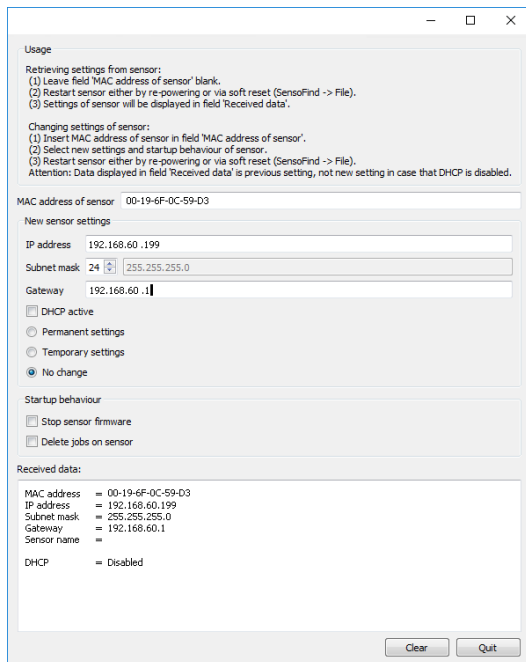 Usage
Retrieving settings from sensor:
(1) Leave field 'MAC address of sensor' blank.
(2) Restart sensor either by re-powering or via soft reset (SensoFind -> File).
(3) Settings of sensor will be displayed in field 'Received data'.
Changing settings of sensor:
(1) Insert MAC address of sensor in field 'MAC address of sensor'.
(2) Select new settings and startup behaviour of sensor.
(3) Restart sensor either by re-powering or via soft reset (SensoFind -> File).
Attention: Data displayed in field 'Received data' is previous setting, not new setting in case that DHCP is disabled.
MAC address of sensor 00-19-6F-0C-59-D3
New sensor settings
IP address 192.168.60 .199
Subnet mask 24 255.255.255.0
Gateway 192.168.60 .1
DHCP active
Permanent settings
Temporary settings
No change
Startup behaviour
Stop sensor firmware
Delete jobs on sensor
Received data:
MAC address = 00-19-6F-0C-59-D3
IP address = 192.168.60.199
Subnet mask = 255.255.255.0
Gateway = 192.168.60.1
Sensor name =
DHCP = Disabled
Clear Quit